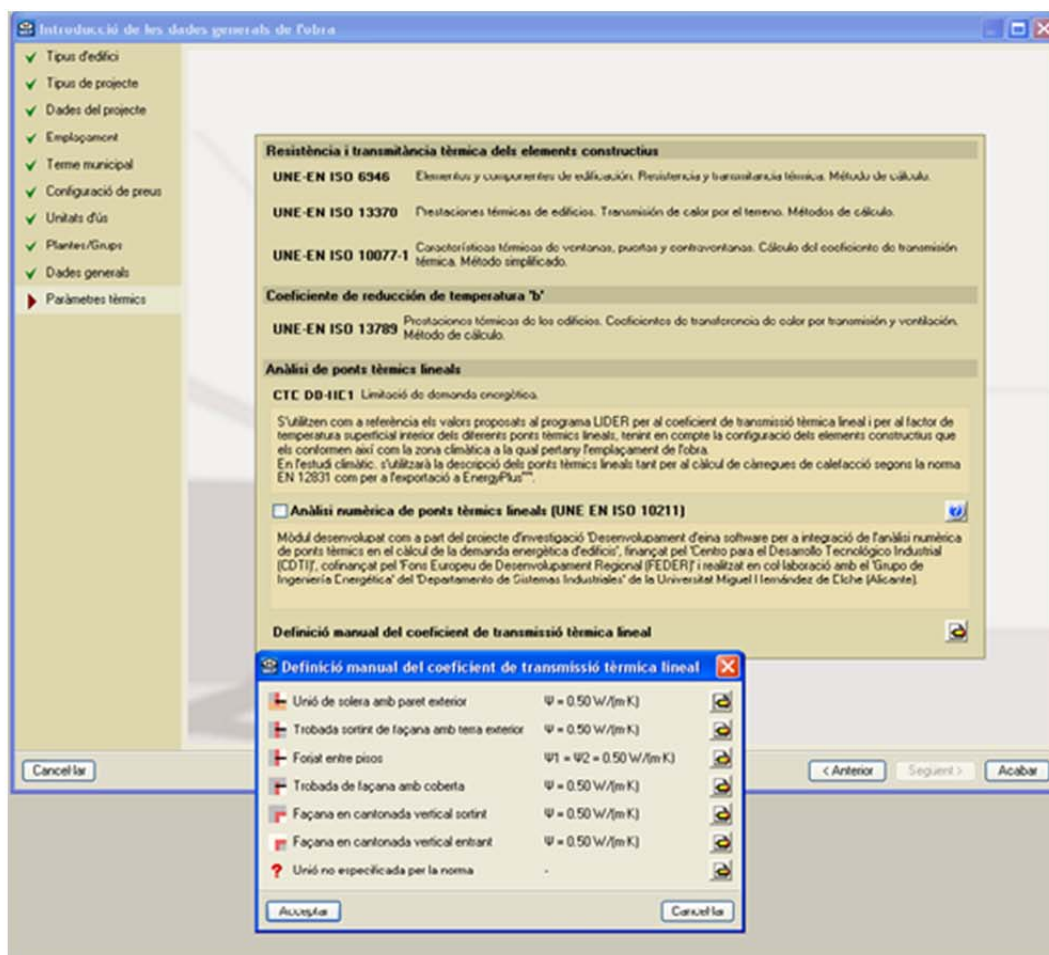 Introducció de les dades generals de l'obra
Tipus d'edifici
Tipus de projecte
Dades del projecte
Emplaçament
Terme municipal
Configuració de preus
Unitats d'ús
Plantes/Grups
Dades generals
Paràmetres tèrmics
Resistència i transmitància tèrmica dels elements constructius
UNE-EN ISO 6946 Elementos y componentes de edificación. Resistencia y transmitancia térmica. Método de cálculo.
UNE-EN ISO 13370 Prestaciones térmicas de edificios. Transmisión de calor por el terreno. Métodos de cálculo.
UNE-EN ISO 10077-1 Características térmicas de ventanas, puertas y contraventanas. Cálculo del coeficiente de transmisión
térmica. Método simplificado.
Coeficiente de reducción de temperatura 'b'
UNE-EN ISO 13789 Prestaciones térmicas de los edificios. Coeficientes de transferencia de calor por transmisión y ventilación.
Método de cálculo.
Anàlisi de ponts tèrmics lineals
CTE DB-HE1 Limitació de demanda energètica.
S'utilitzen com a referència els valors proposats al programa LIDER per al coeficient de transmissió tèrmica lineal i per al factor de
temperatura superficial interior dels diferents ponts tèrmics lineals, tenint en compte la configuració dels elements constructius que
els conformen així com la zona climàtica a la qual pertany l'emplaçament de l'obra.
En l'estudi climàtic, s'utilitzarà la descripció dels ponts tèrmics lineals tant per al càlcul de càrregues de calefacció segons la norma
EN 12831 com per a l'exportació a EnergyPlus™.
Anàlisi numèrica de ponts tèrmics lineals (UNE EN ISO 10211)
Mòdul desenvolupat com a part del projecte d'investigació 'Desenvolupament d'eina software per a integració de l'anàlisi numèrica
de ponts tèrmics en el càlcul de la demanda energètica d'edificis', finançat pel 'Centro para el Desarrollo Tecnológico Industrial
(CDTI)', cofinançat pel 'Fons Europeu de Desenvolupament Regional (FEDER)' i realitzat en col·laboració amb el 'Grupo de
Ingeniería Energética' del 'Departamento de Sistemas Industriales' de la Universitat Miguel Hernández de Elche (Alicante).
Definició manual del coeficient de transmissió tèrmica lineal
Definició manual del coeficient de transmissió tèrmica lineal
Unió de solera amb paret exterior Ψ = 0.50 W/(m·K)
Trobada sortint de façana amb terra exterior Ψ = 0.50 W/(m·K)
Forjat entre pisos Ψ1 = Ψ2 = 0.50 W/(m·K)
Trobada de façana amb coberta Ψ = 0.50 W/(m·K)
Façana en cantonada vertical sortint Ψ = 0.50 W/(m·K)
Façana en cantonada vertical entrant Ψ = 0.50 W/(m·K)
? Unió no especificada per la norma -
Acceptar
Cancel·lar
Cancel·lar
< Anterior
Següent >
Acabar